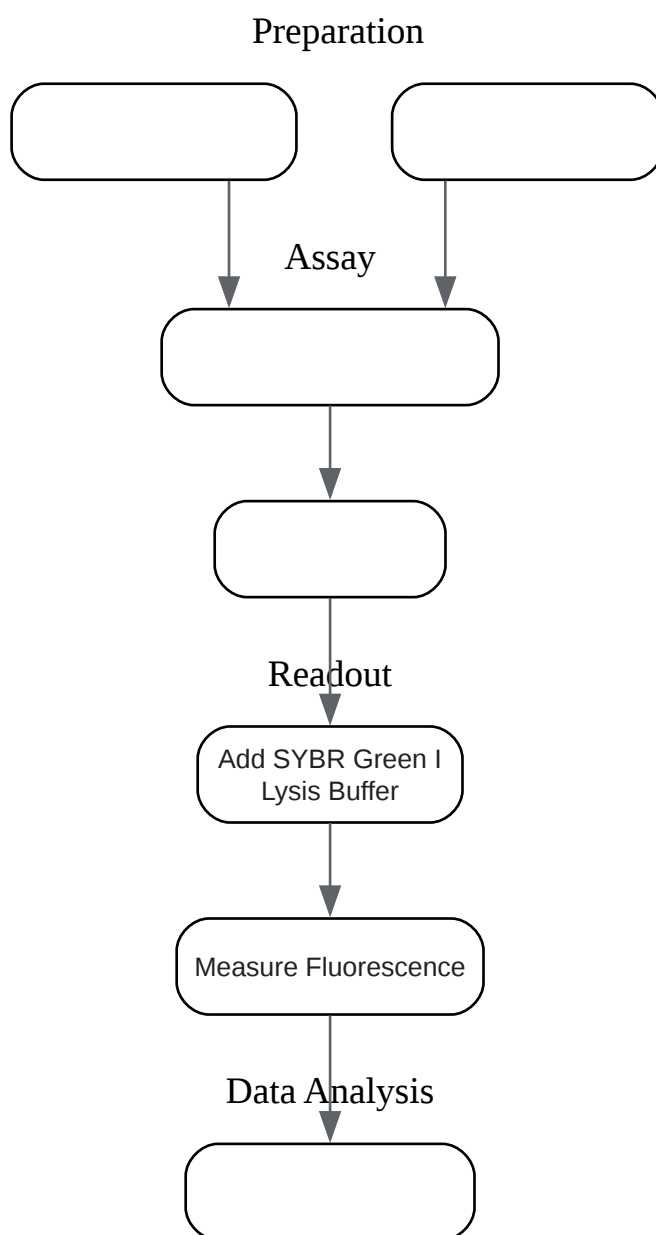 Preparation
Assay
Readout
Add SYBR Green I
Lysis Buffer
Measure Fluorescence
Data Analysis